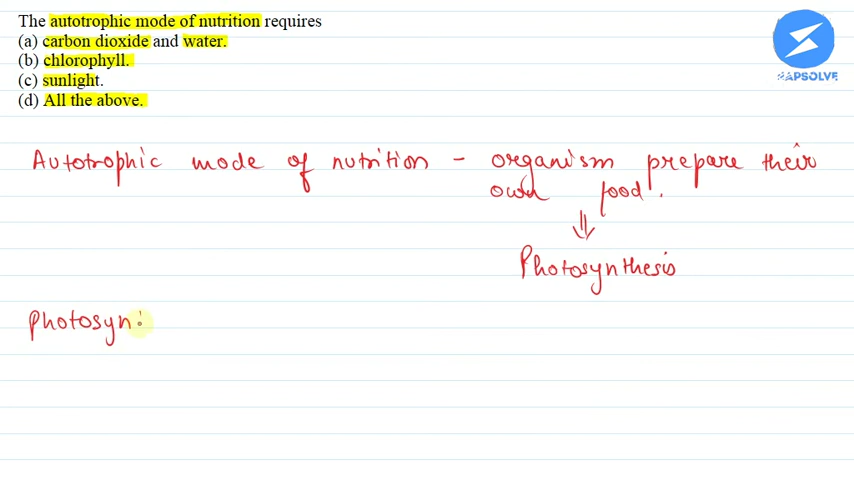 The autotrophic mode of nutrition requires
(a) carbon dioxide and water.
(b) chlorophyll.
(c) sunlight.
(d) All the above.
Autotrophic mode of nutrition - organism prepare their
own food.
⇓
Photosynthesis
Photosyn